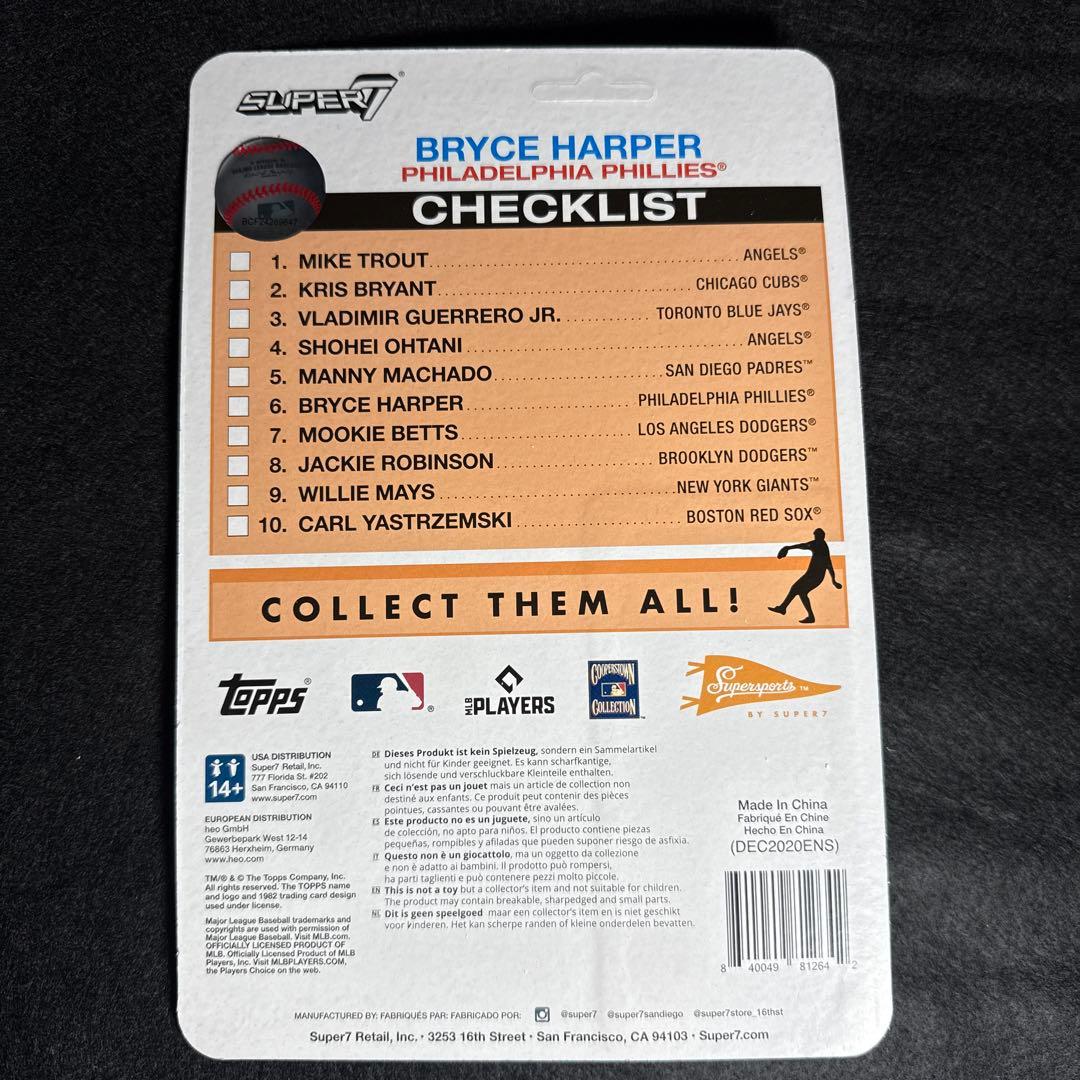 SUPER7®
BRYCE HARPER
PHILADELPHIA PHILLIES®
CHECKLIST
1. MIKE TROUT........ANGELS®
2. KRIS BRYANT........CHICAGO CUBS®
3. VLADIMIR GUERRERO JR.........TORONTO BLUE JAYS®
4. SHOHEI OHTANI........ANGELS®
5. MANNY MACHADO........SAN DIEGO PADRES™
6. BRYCE HARPER........PHILADELPHIA PHILLIES®
7. MOOKIE BETTS........LOS ANGELES DODGERS®
8. JACKIE ROBINSON........BROOKLYN DODGERS™
9. WILLIE MAYS........NEW YORK GIANTS™
10. CARL YASTRZEMSKI........BOSTON RED SOX®
COLLECT THEM ALL!
TOPPS®
MLB PLAYERS
COOPERSTOWN
COLLECTION™
Supersports™
BY SUPER7
14+
USA DISTRIBUTION
Super7 Retail, Inc.
777 Florida St. #202
San Francisco, CA 94110
www.super7.com
EUROPEAN DISTRIBUTION
heo GmbH
Gewerbepark West 12-14
76863 Herxheim, Germany
www.heo.com
TM/® & © The Topps Company, Inc.
All rights reserved. The TOPPS name
and logo and 1982 trading card design
used under license.
Major League Baseball trademarks and
copyrights are used with permission of
Major League Baseball. Visit MLB.com.
OFFICIALLY LICENSED PRODUCT OF
MLB. Officially Licensed Product of MLB
Players, Inc. Visit MLBPLAYERS.COM,
the Players Choice on the web.
DE Dieses Produkt ist kein Spielzeug, sondern ein Sammelartikel
und nicht für Kinder geeignet. Es kann scharfkantige,
sich lösende und verschluckbare Kleinteile enthalten.
FR Ceci n'est pas un jouet mais un article de collection non
destiné aux enfants. Ce produit peut contenir des pièces
pointues, cassantes ou pouvant être avalées.
ES Este producto no es un juguete, sino un artículo
de colección, no apto para niños. El producto contiene piezas
pequeñas, rompibles y afiladas que pueden suponer riesgo de asfixia.
IT Questo non è un giocattolo, ma un oggetto da collezione
e non è adatto ai bambini. Il prodotto può rompersi,
ha parti taglienti e può contenere pezzi molto piccole.
EN This is not a toy but a collector's item and not suitable for children.
The product may contain breakable, sharpedged and small parts.
NL Dit is geen speelgoed maar een collector's item en is niet geschikt
voor kinderen. Het kan scherpe randen of kleine onderdelen bevatten.
Made In China
Fabriqué En Chine
Hecho En China
(DEC2020ENS)
8 40049 81264 2
MANUFACTURED BY: FABRIQUÉS PAR: FABRICADO POR: @super7 @super7sandiego @super7store_16thst
Super7 Retail, Inc. • 3253 16th Street • San Francisco, CA 94103 • Super7.com